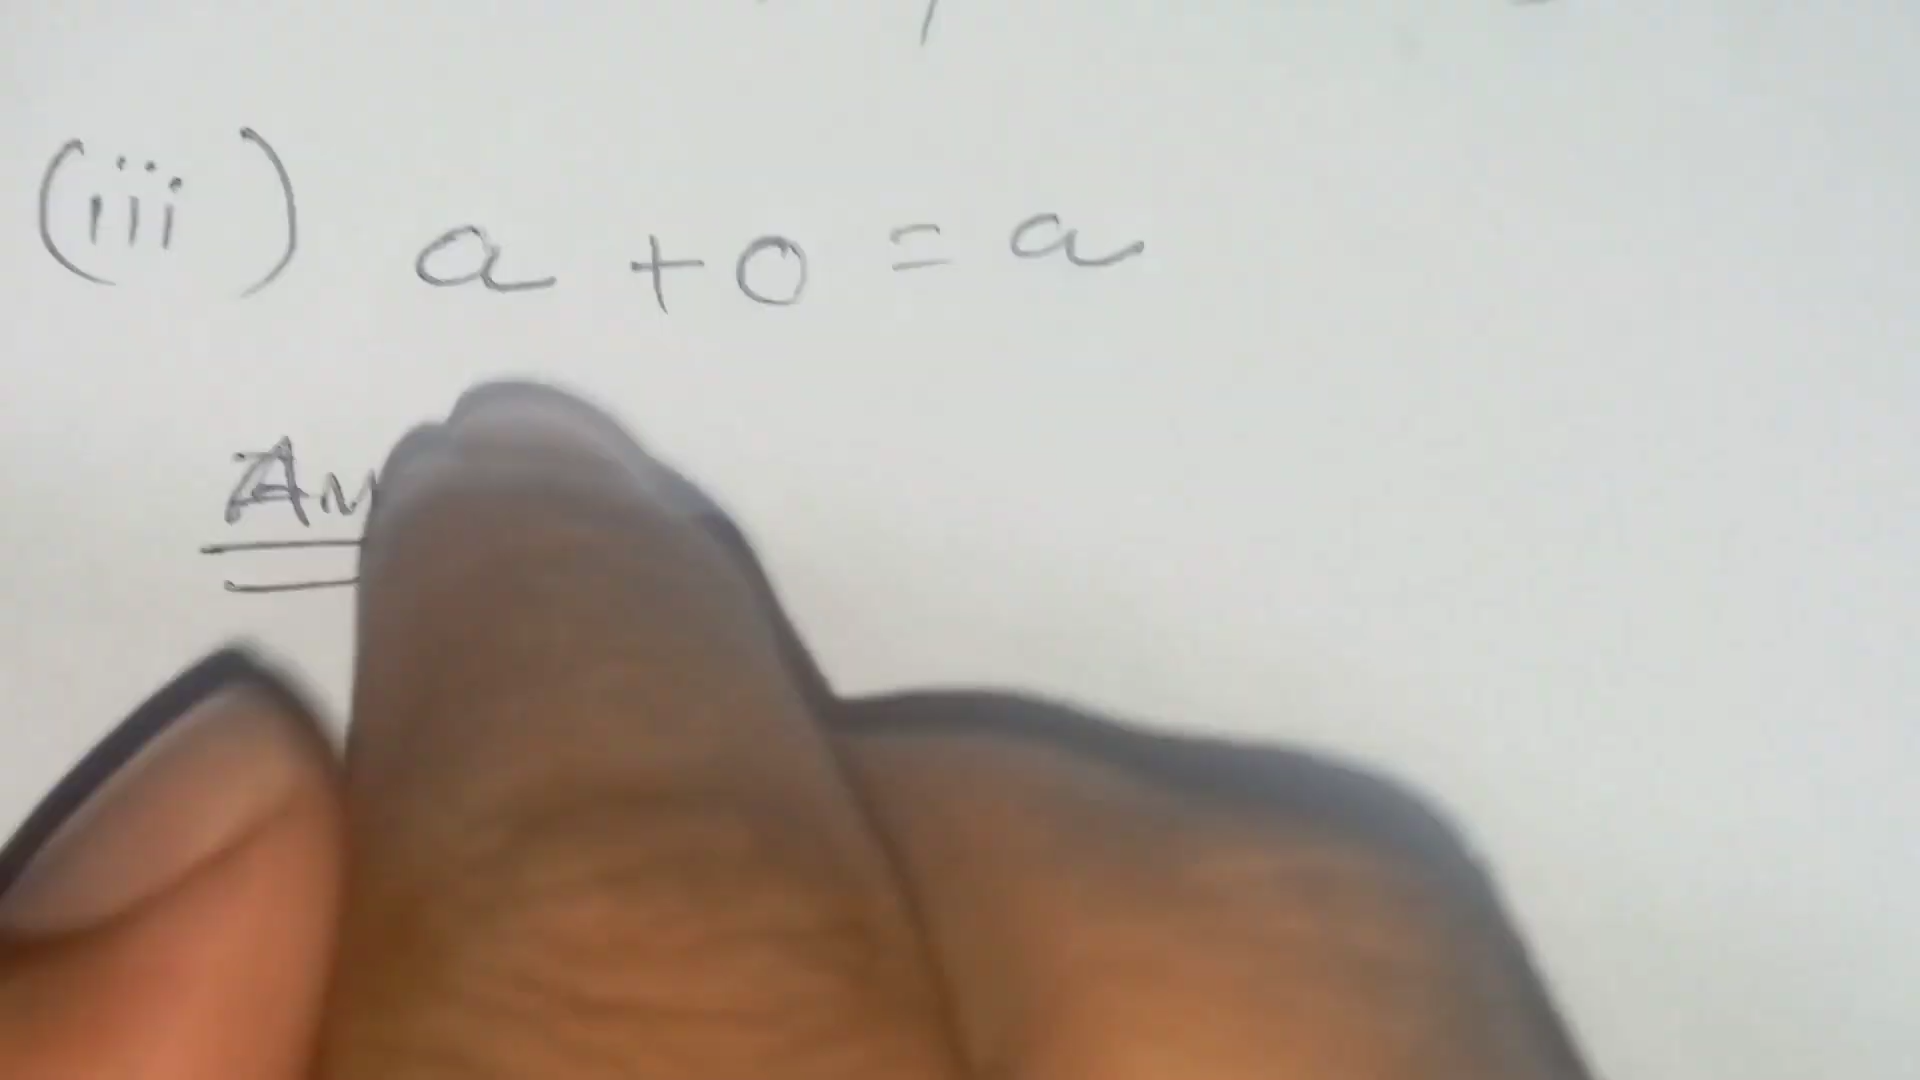 (iii) a + 0 = a